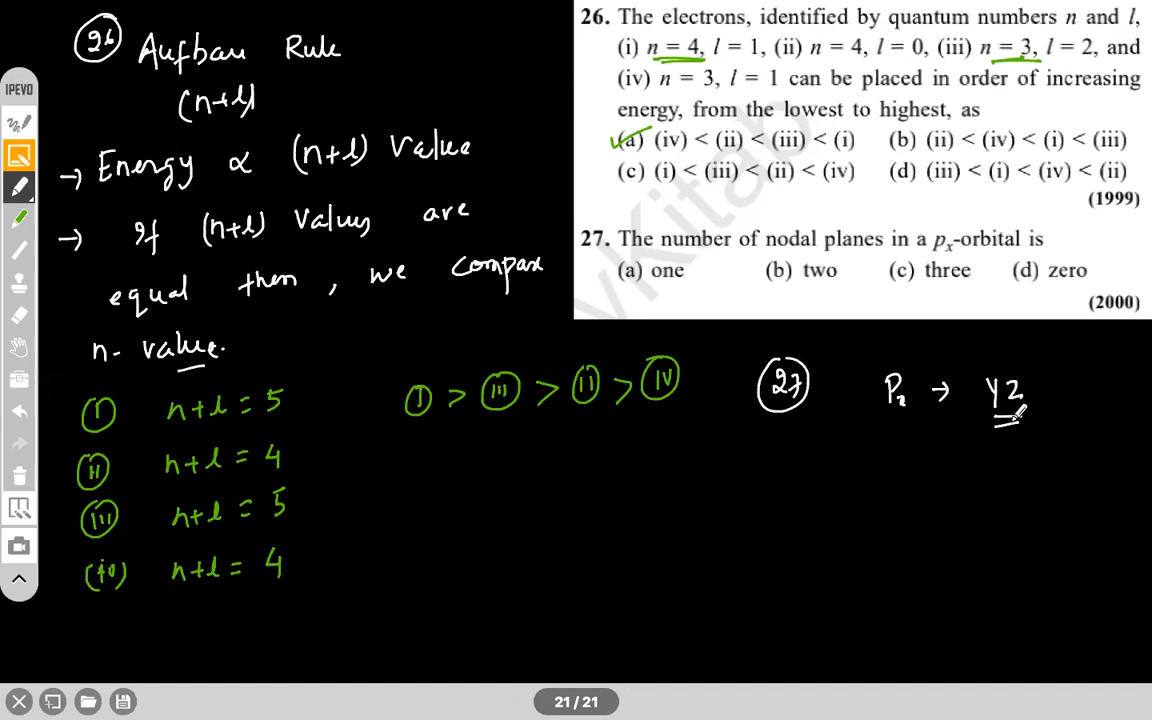 IPEVO
26
Aufbau Rule
(n+l)
→ Energy ∝ (n+l) Value
→ If (n+l) Values are
equal then, we compare
n- value.
I n+l = 5
II n+l = 4
III n+l = 5
(iv) n+l = 4
I > III > II > IV
26. The electrons, identified by quantum numbers n and l,
(i) n = 4, l = 1, (ii) n = 4, l = 0, (iii) n = 3, l = 2, and
(iv) n = 3, l = 1 can be placed in order of increasing
energy, from the lowest to highest, as
(a) (iv) < (ii) < (iii) < (i) (b) (ii) < (iv) < (i) < (iii)
(c) (i) < (iii) < (ii) < (iv) (d) (iii) < (i) < (iv) < (ii)
(1999)
27. The number of nodal planes in a px-orbital is
(a) one (b) two (c) three (d) zero
(2000)
vKitab
27 Px → YZ
21 / 21